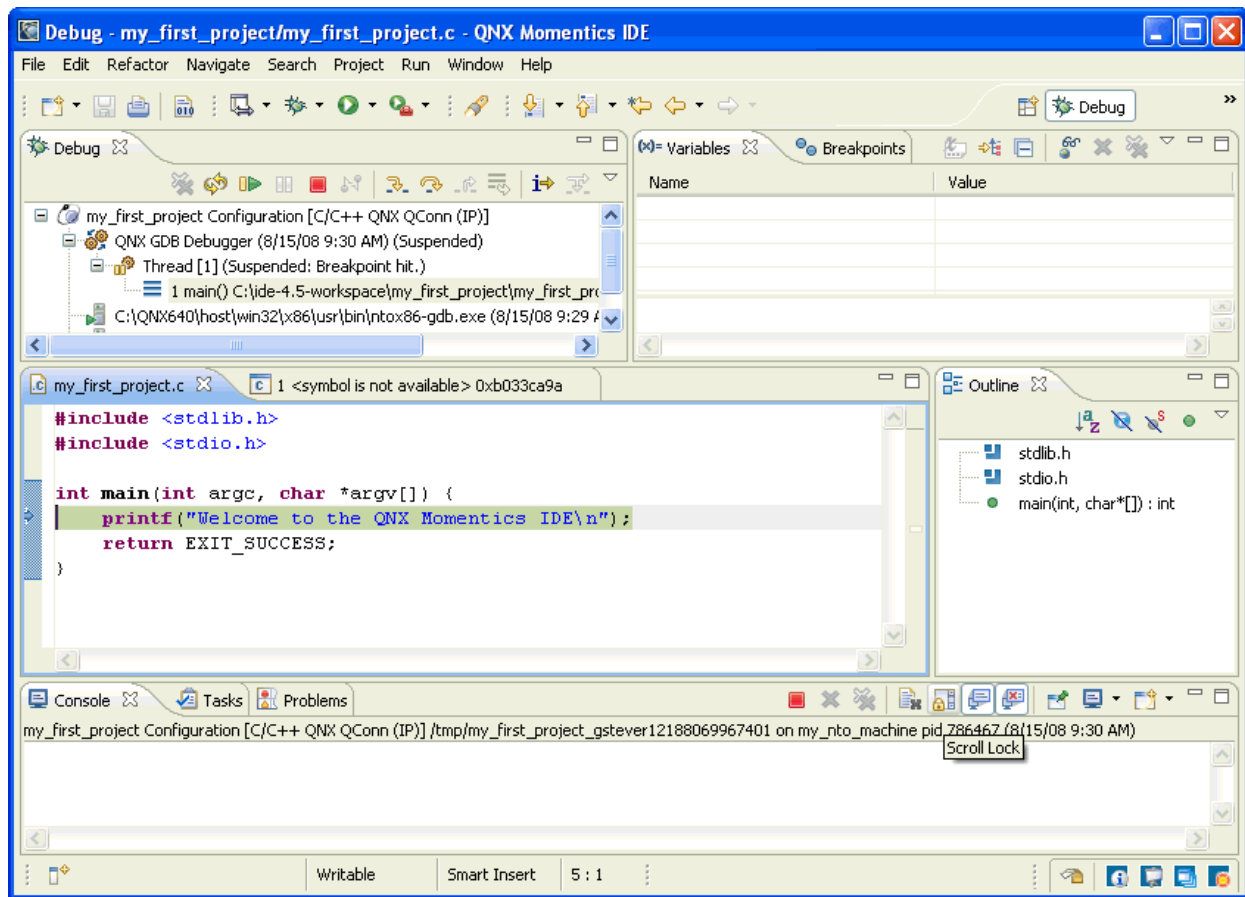 Debug - my_first_project/my_first_project.c - QNX Momentics IDE
File Edit Refactor Navigate Search Project Run Window Help
010
Debug
»
Debug
(x)= Variables
Breakpoints
Name Value
my_first_project Configuration [C/C++ QNX QConn (IP)]
QNX GDB Debugger (8/15/08 9:30 AM) (Suspended)
Thread [1] (Suspended: Breakpoint hit.)
1 main() C:\ide-4.5-workspace\my_first_project\my_first_pro
C:\QNX640\host\win32\x86\usr\bin\ntox86-gdb.exe (8/15/08 9:29 A
my_first_project.c
1 <symbol is not available> 0xb033ca9a
Outline
#include <stdlib.h>
#include <stdio.h>
int main(int argc, char *argv[]) {
printf("Welcome to the QNX Momentics IDE\n");
return EXIT_SUCCESS;
}
stdlib.h
stdio.h
main(int, char*[]) : int
Console
Tasks
Problems
my_first_project Configuration [C/C++ QNX QConn (IP)] /tmp/my_first_project_gstever12188069967401 on my_nto_machine pid 786467 (8/15/08 9:30 AM)
Scroll Lock
Writable Smart Insert 5 : 1